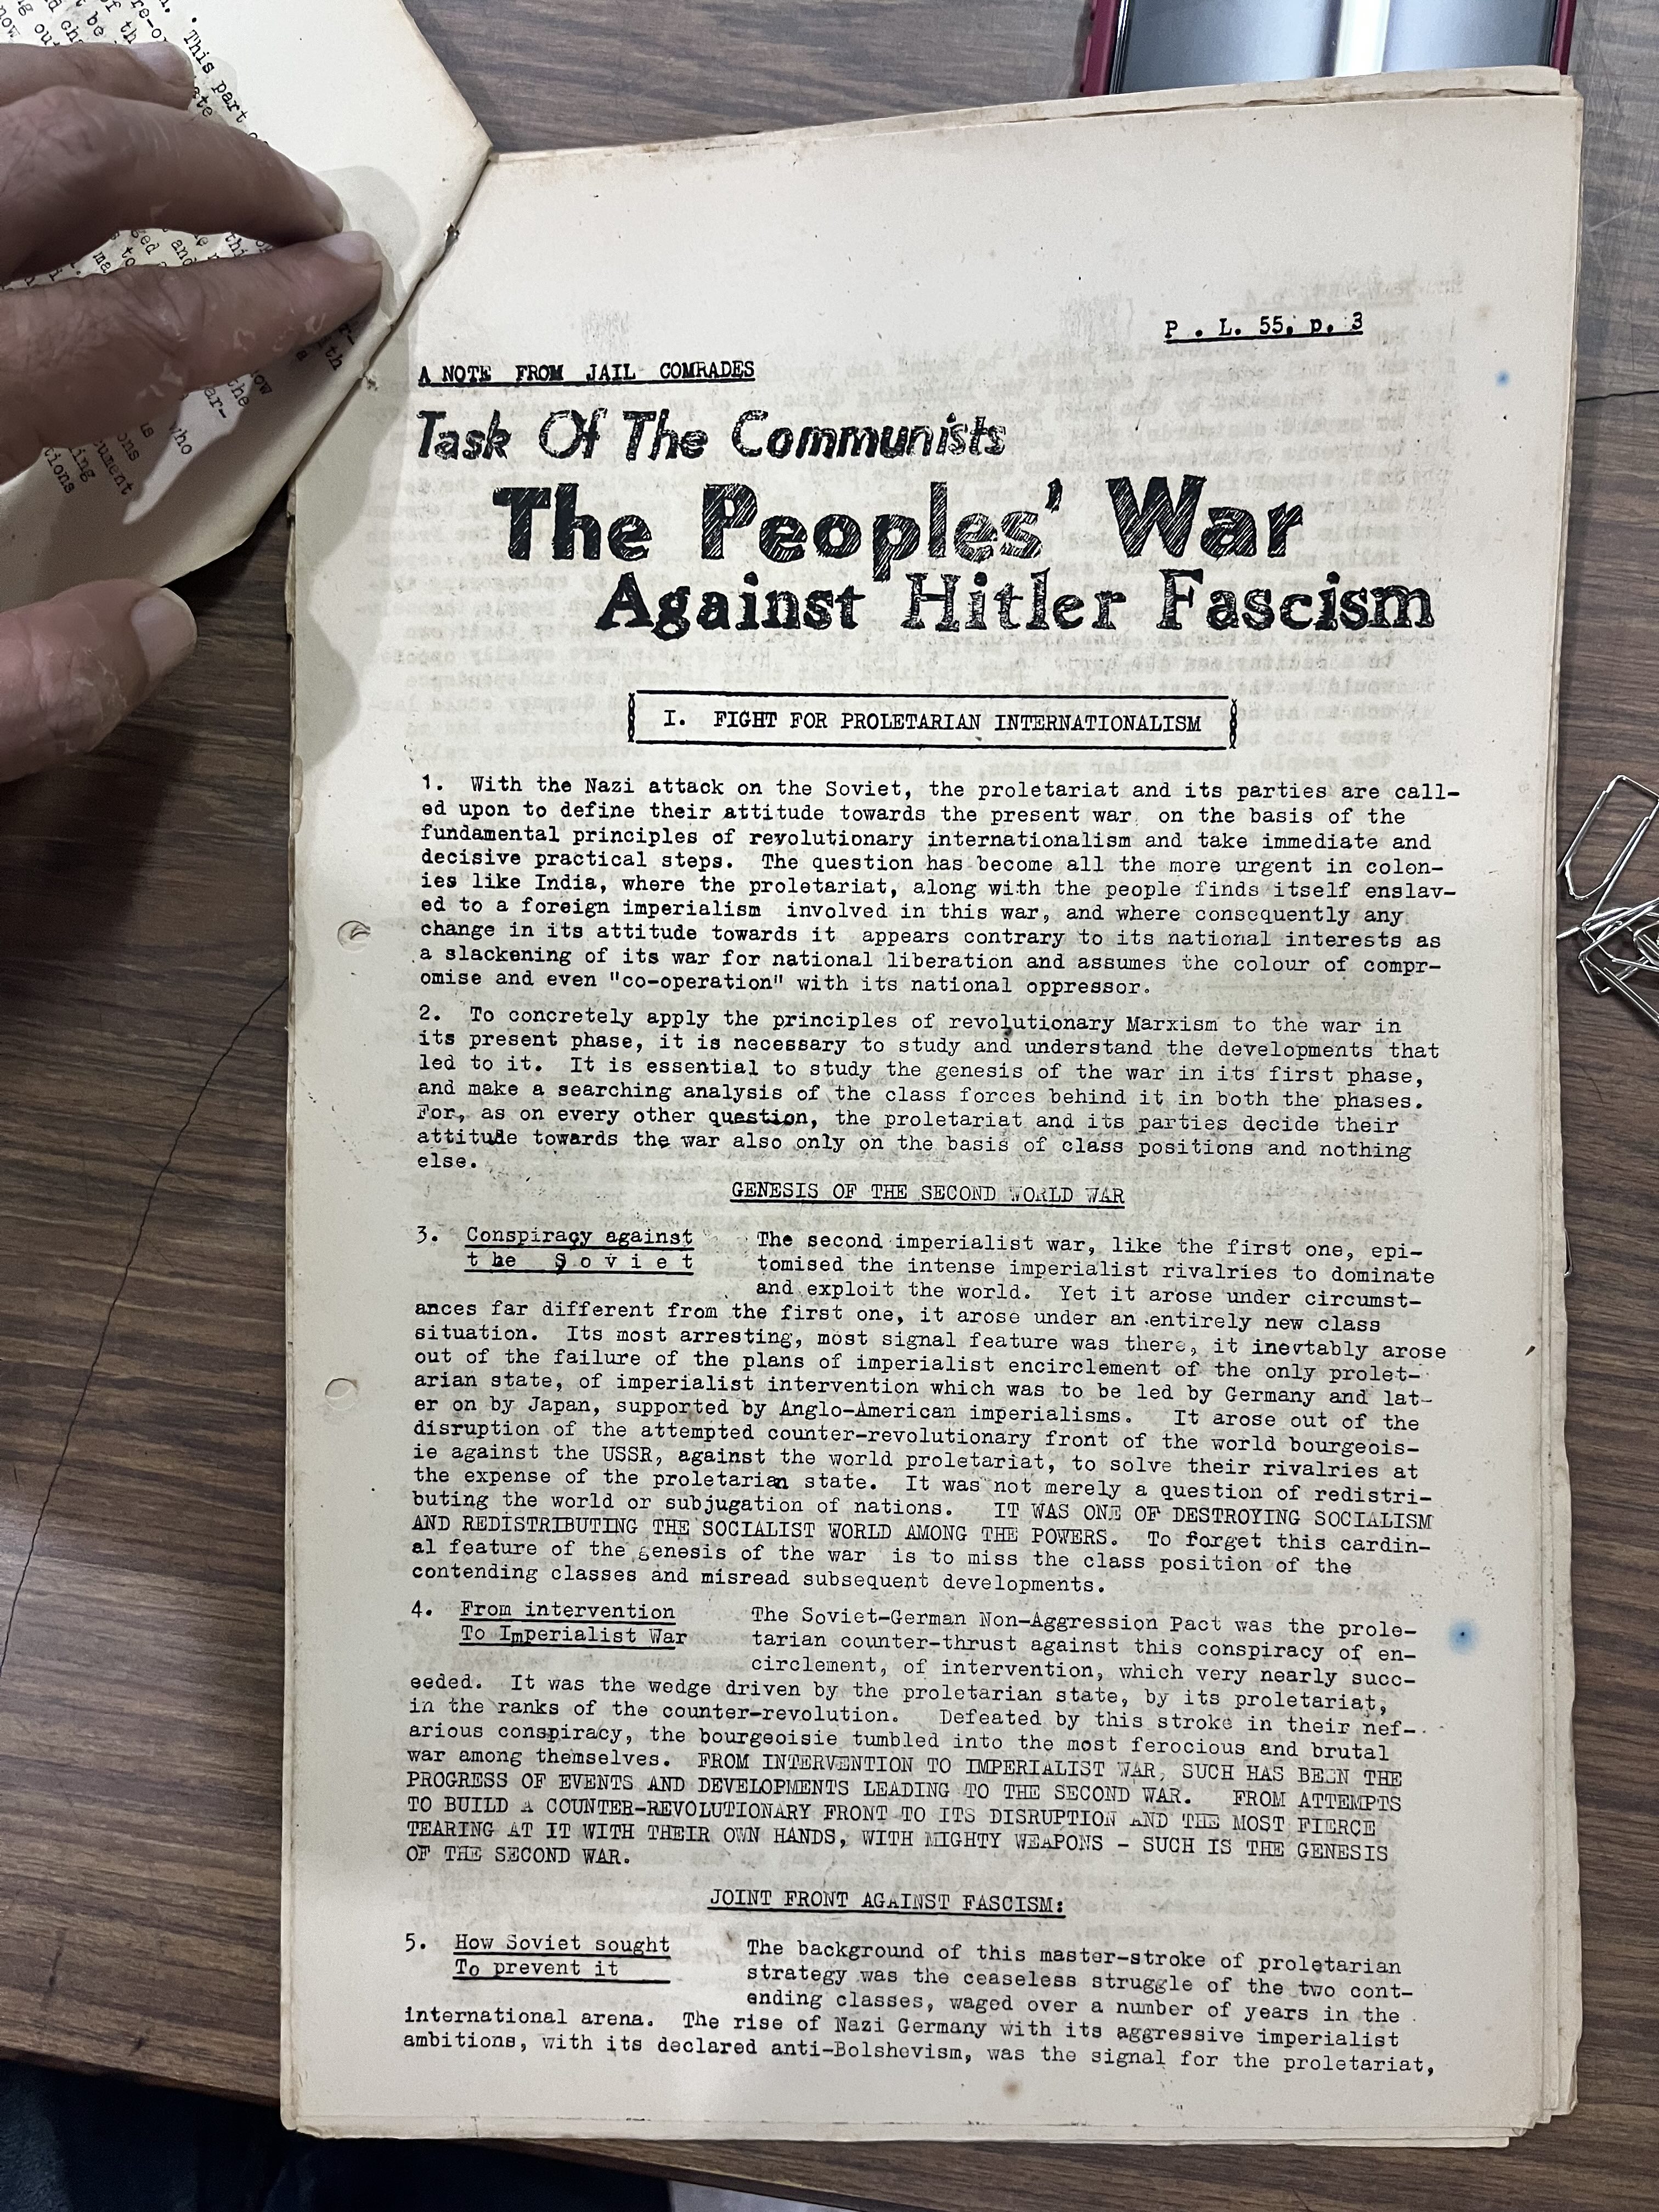 P . L. 55. p. 3
A NOTE FROM JAIL COMRADES
Task Of The Communists
The Peoples' War
Against Hitler Fascism
I. FIGHT FOR PROLETARIAN INTERNATIONALISM
1. With the Nazi attack on the Soviet, the proletariat and its parties are call-
ed upon to define their attitude towards the present war on the basis of the
fundamental principles of revolutionary internationalism and take immediate and
decisive practical steps. The question has become all the more urgent in colon-
ies like India, where the proletariat, along with the people finds itself enslav-
ed to a foreign imperialism involved in this war, and where consequently any
change in its attitude towards it appears contrary to its national interests as
a slackening of its war for national liberation and assumes the colour of compr-
omise and even "co-operation" with its national oppressor.
2. To concretely apply the principles of revolutionary Marxism to the war in
its present phase, it is necessary to study and understand the developments that
led to it. It is essential to study the genesis of the war in its first phase,
and make a searching analysis of the class forces behind it in both the phases.
For, as on every other question, the proletariat and its parties decide their
attitude towards the war also only on the basis of class positions and nothing
else.
GENESIS OF THE SECOND WORLD WAR
3. Conspiracy against The second imperialist war, like the first one, epi-
the Soviet tomised the intense imperialist rivalries to dominate
and exploit the world. Yet it arose under circumst-
ances far different from the first one, it arose under an entirely new class
situation. Its most arresting, most signal feature was there, it inevtably arose
out of the failure of the plans of imperialist encirclement of the only prolet-
arian state, of imperialist intervention which was to be led by Germany and lat-
er on by Japan, supported by Anglo-American imperialisms. It arose out of the
disruption of the attempted counter-revolutionary front of the world bourgeois-
ie against the USSR, against the world proletariat, to solve their rivalries at
the expense of the proletarian state. It was not merely a question of redistri-
buting the world or subjugation of nations. IT WAS ONE OF DESTROYING SOCIALISM
AND REDISTRIBUTING THE SOCIALIST WORLD AMONG THE POWERS. To forget this cardin-
al feature of the genesis of the war is to miss the class position of the
contending classes and misread subsequent developments.
4. From intervention The Soviet-German Non-Aggression Pact was the prole-
To Imperialist War tarian counter-thrust against this conspiracy of en-
circlement, of intervention, which very nearly succ-
eeded. It was the wedge driven by the proletarian state, by its proletariat,
in the ranks of the counter-revolution. Defeated by this stroke in their nef-
arious conspiracy, the bourgeoisie tumbled into the most ferocious and brutal
war among themselves. FROM INTERVENTION TO IMPERIALIST WAR, SUCH HAS BEEN THE
PROGRESS OF EVENTS AND DEVELOPMENTS LEADING TO THE SECOND WAR. FROM ATTEMPTS
TO BUILD A COUNTER-REVOLUTIONARY FRONT TO ITS DISRUPTION AND THE MOST FIERCE
TEARING AT IT WITH THEIR OWN HANDS, WITH MIGHTY WEAPONS - SUCH IS THE GENESIS
OF THE SECOND WAR.
JOINT FRONT AGAINST FASCISM:
5. How Soviet sought The background of this master-stroke of proletarian
To prevent it strategy was the ceaseless struggle of the two cont-
ending classes, waged over a number of years in the
international arena. The rise of Nazi Germany with its aggressive imperialist
ambitions, with its declared anti-Bolshevism, was the signal for the proletariat,